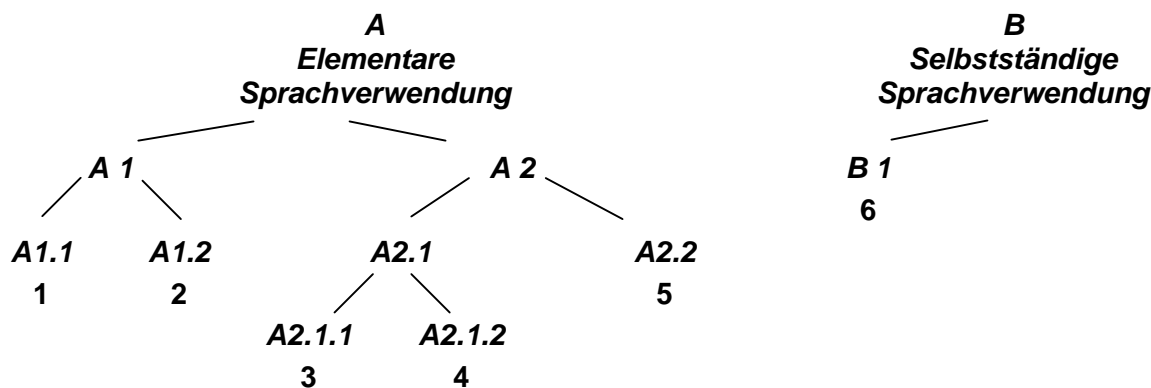 A
Elementare
Sprachverwendung
B
Selbstständige
Sprachverwendung
A 1
A 2
B 1
6
A1.1
A1.2
A2.1
A2.2
1
2
5
A2.1.1
A2.1.2
3
4